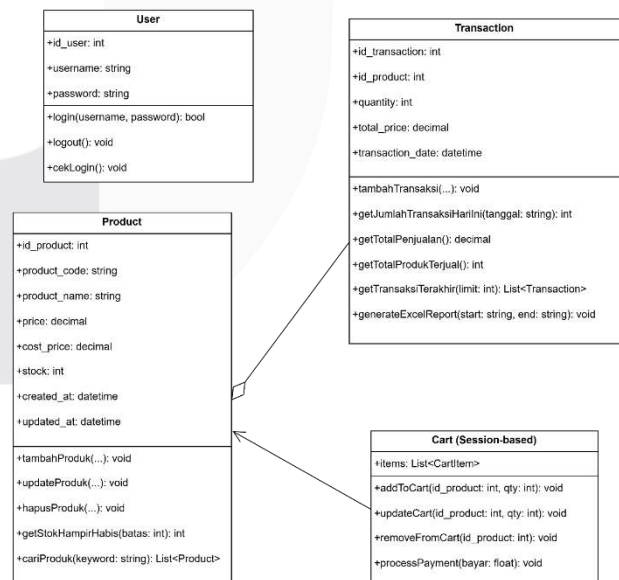 User
+id_user: int
+username: string
+password: string
+login(username, password): bool
+logout(): void
+cekLogin(): void
Transaction
+id_transaction: int
+id_product: int
+quantity: int
+total_price: decimal
+transaction_date: datetime
+tambahTransaksi(...): void
+getJumlahTransaksiHariIni(tanggal: string): int
+getTotalPenjualan(): decimal
+getTotalProdukTerjual(): int
+getTransaksiTerakhir(limit: int): List<Transaction>
+generateExcelReport(start: string, end: string): void
Product
+id_product: int
+product_code: string
+product_name: string
+price: decimal
+cost_price: decimal
+stock: int
+created_at: datetime
+updated_at: datetime
+tambahProduk(...): void
+updateProduk(...): void
+hapusProduk(...): void
+getStokHampirHabis(batas: int): int
+cariProduk(keyword: string): List<Product>
Cart (Session-based)
+items: List<CartItem>
+addToCart(id_product: int, qty: int): void
+updateCart(id_product: int, qty: int): void
+removeFromCart(id_product: int): void
+processPayment(bayar: float): void